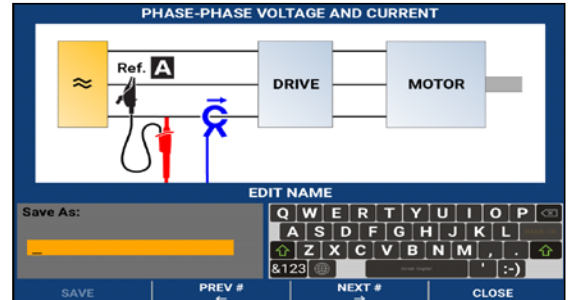 PHASE-PHASE VOLTAGE AND CURRENT
≈
Ref. A
DRIVE
MOTOR
EDIT NAME
Save As:
_
Q W E R T Y U I O P
A S D F G H J K L
Z X C V B N M , .
&123 ' :-)
SAVE
PREV #
←
NEXT #
→
CLOSE